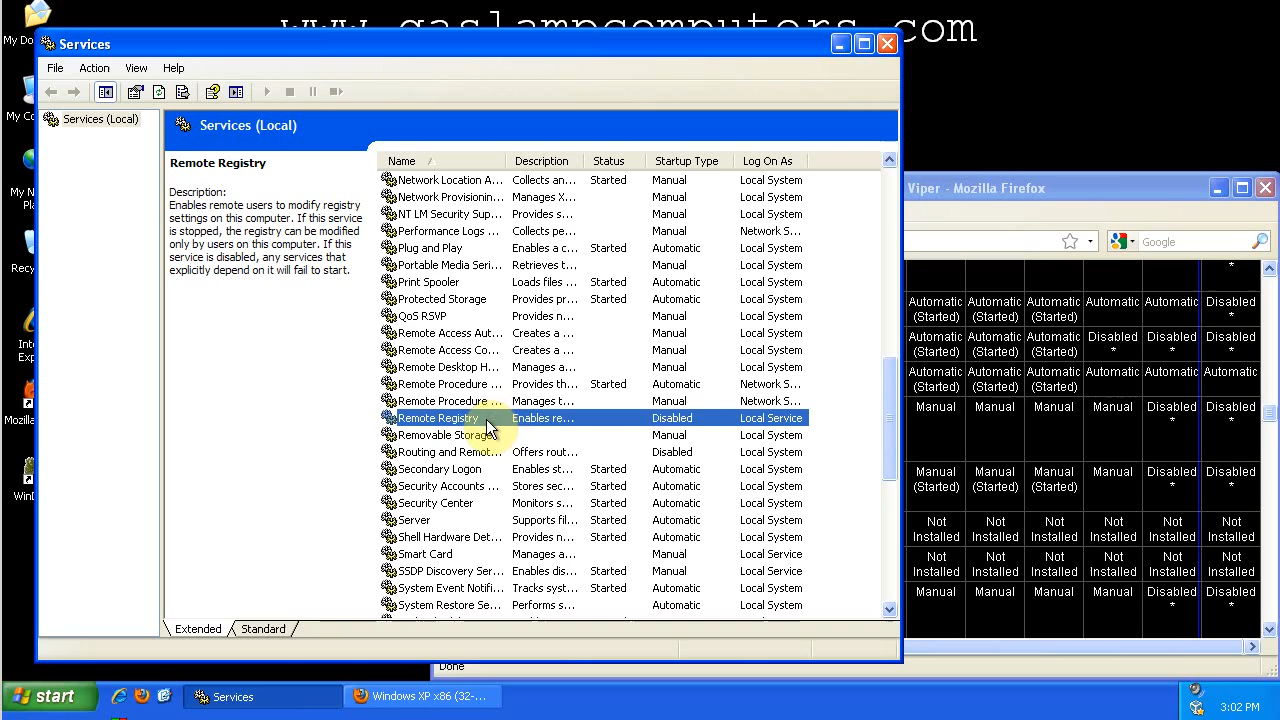 www.gaslampcomputors.com
My Do
Services
File Action View Help
Services (Local)
Services (Local)
Remote Registry
Description:
Enables remote users to modify registry
settings on this computer. If this service
is stopped, the registry can be modified
only by users on this computer. If this
service is disabled, any services that
explicitly depend on it will fail to start.
Name Description Status Startup Type Log On As
Network Location A... Collects an... Started Manual Local System
Network Provisionin... Manages X... Manual Local System
NT LM Security Sup... Provides s... Manual Local System
Performance Logs ... Collects pe... Manual Network S...
Plug and Play Enables a c... Started Automatic Local System
Portable Media Seri... Retrieves t... Manual Local System
Print Spooler Loads files ... Started Automatic Local System
Protected Storage Provides pr... Started Automatic Local System
QoS RSVP Provides n... Manual Local System
Remote Access Aut... Creates a ... Manual Local System
Remote Access Co... Creates a ... Manual Local System
Remote Desktop H... Manages a... Manual Local System
Remote Procedure ... Provides th... Started Automatic Network S...
Remote Procedure ... Manages t... Manual Network S...
Remote Registry Enables re... Disabled Local Service
Removable Storage Manual Local System
Routing and Remot... Offers rout... Disabled Local System
Secondary Logon Enables st... Started Automatic Local System
Security Accounts ... Stores sec... Started Automatic Local System
Security Center Monitors s... Started Automatic Local System
Server Supports fil... Started Automatic Local System
Shell Hardware Det... Provides n... Started Automatic Local System
Smart Card Manages a... Manual Local Service
SSDP Discovery Ser... Enables dis... Started Manual Local Service
System Event Notifi... Tracks syst... Started Automatic Local System
System Restore Se... Performs s... Automatic Local System
Extended Standard
My Co
My N
Pla
Recy
Inte
Exp
Mozilla
WinD
Viper - Mozilla Firefox
Google
*
Automatic Automatic Automatic Automatic Automatic Disabled
(Started) (Started) (Started) (Started) *
Automatic Automatic Automatic Disabled Disabled Disabled
(Started) (Started) (Started) * * *
Automatic Automatic Automatic Automatic Automatic Automatic
(Started) (Started) (Started) (Started) (Started) (Started)
Manual Manual Manual Manual Disabled Disabled
* *
Manual Manual Manual Manual Disabled Disabled
(Started) (Started) (Started) * *
Not Not Not Not Not Not
Installed Installed Installed Installed Installed Installed
Not Not Not Not Not Not
Installed Installed Installed Installed Installed Installed
Manual Manual Manual Manual Disabled Disabled
* *
Done
start Services Windows XP x86 (32-... 3:02 PM